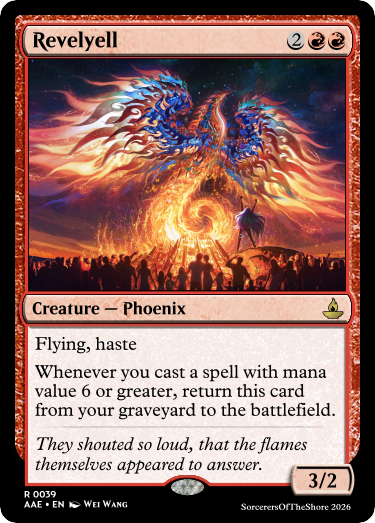 Revelyell 2
Creature — Phoenix
Flying, haste
Whenever you cast a spell with mana
value 6 or greater, return this card
from your graveyard to the battlefield.
They shouted so loud, that the flames
themselves appeared to answer.
3/2
R 0039
AAE • EN Wei Wang
SorcerersOfTheShore 2026